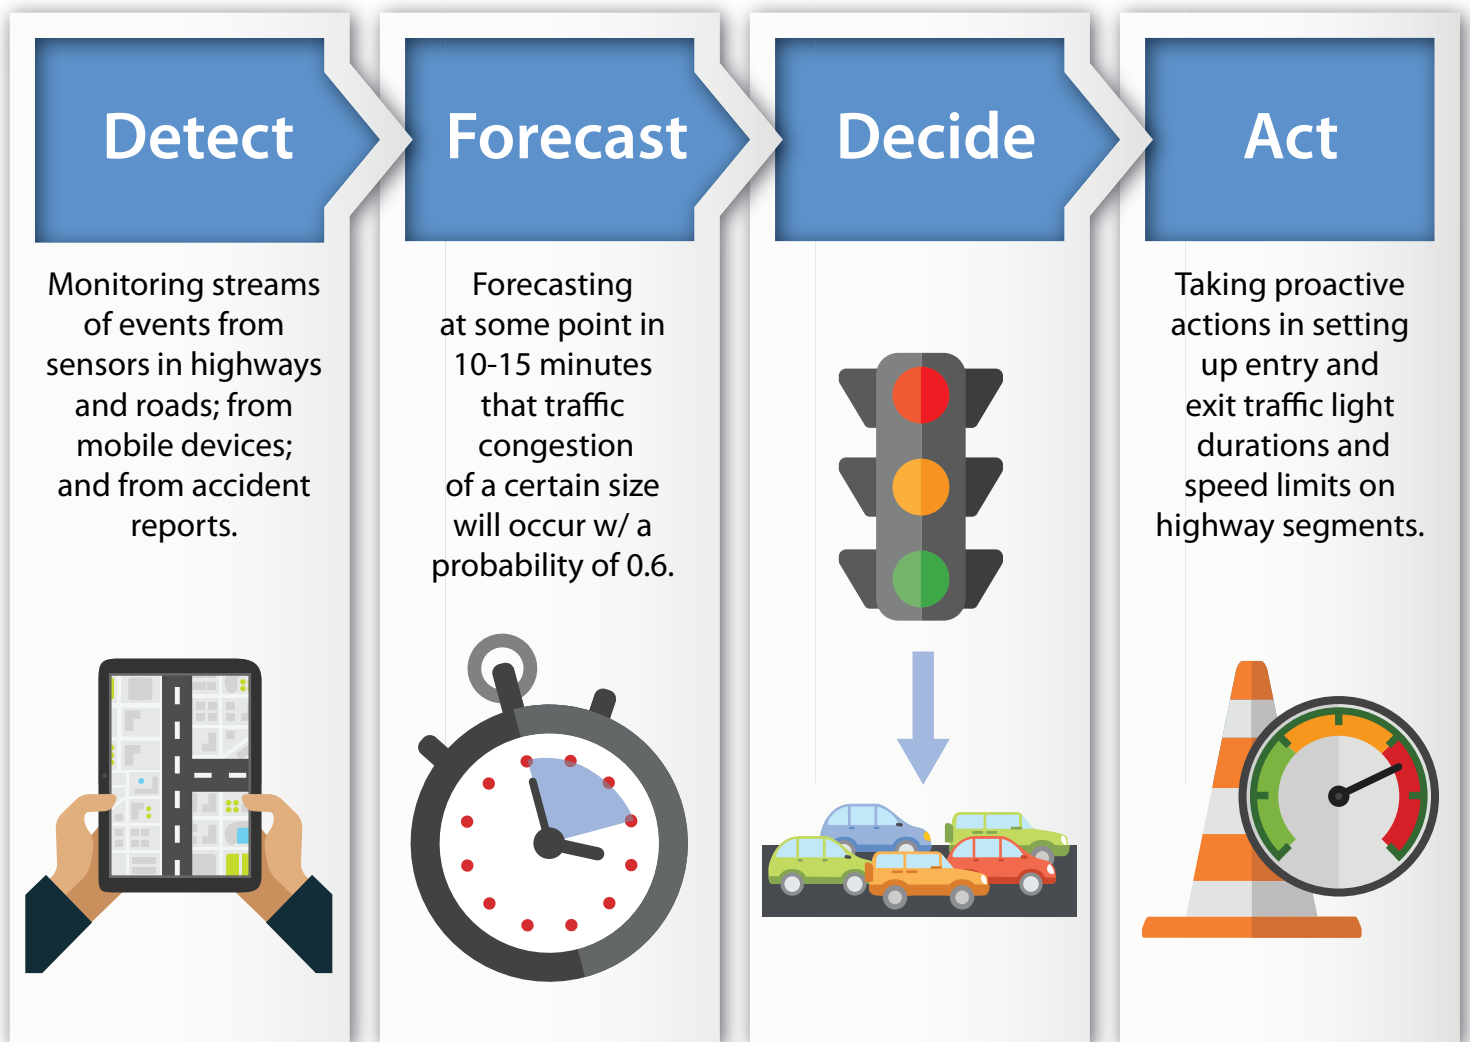 Detect
Monitoring streams
of events from
sensors in highways
and roads; from
mobile devices;
and from accident
reports.
Forecast
Forecasting
at some point in
10-15 minutes
that traffic
congestion
of a certain size
will occur w/ a
probability of 0.6.
Decide
Act
Taking proactive
actions in setting
up entry and
exit traffic light
durations and
speed limits on
highway segments.